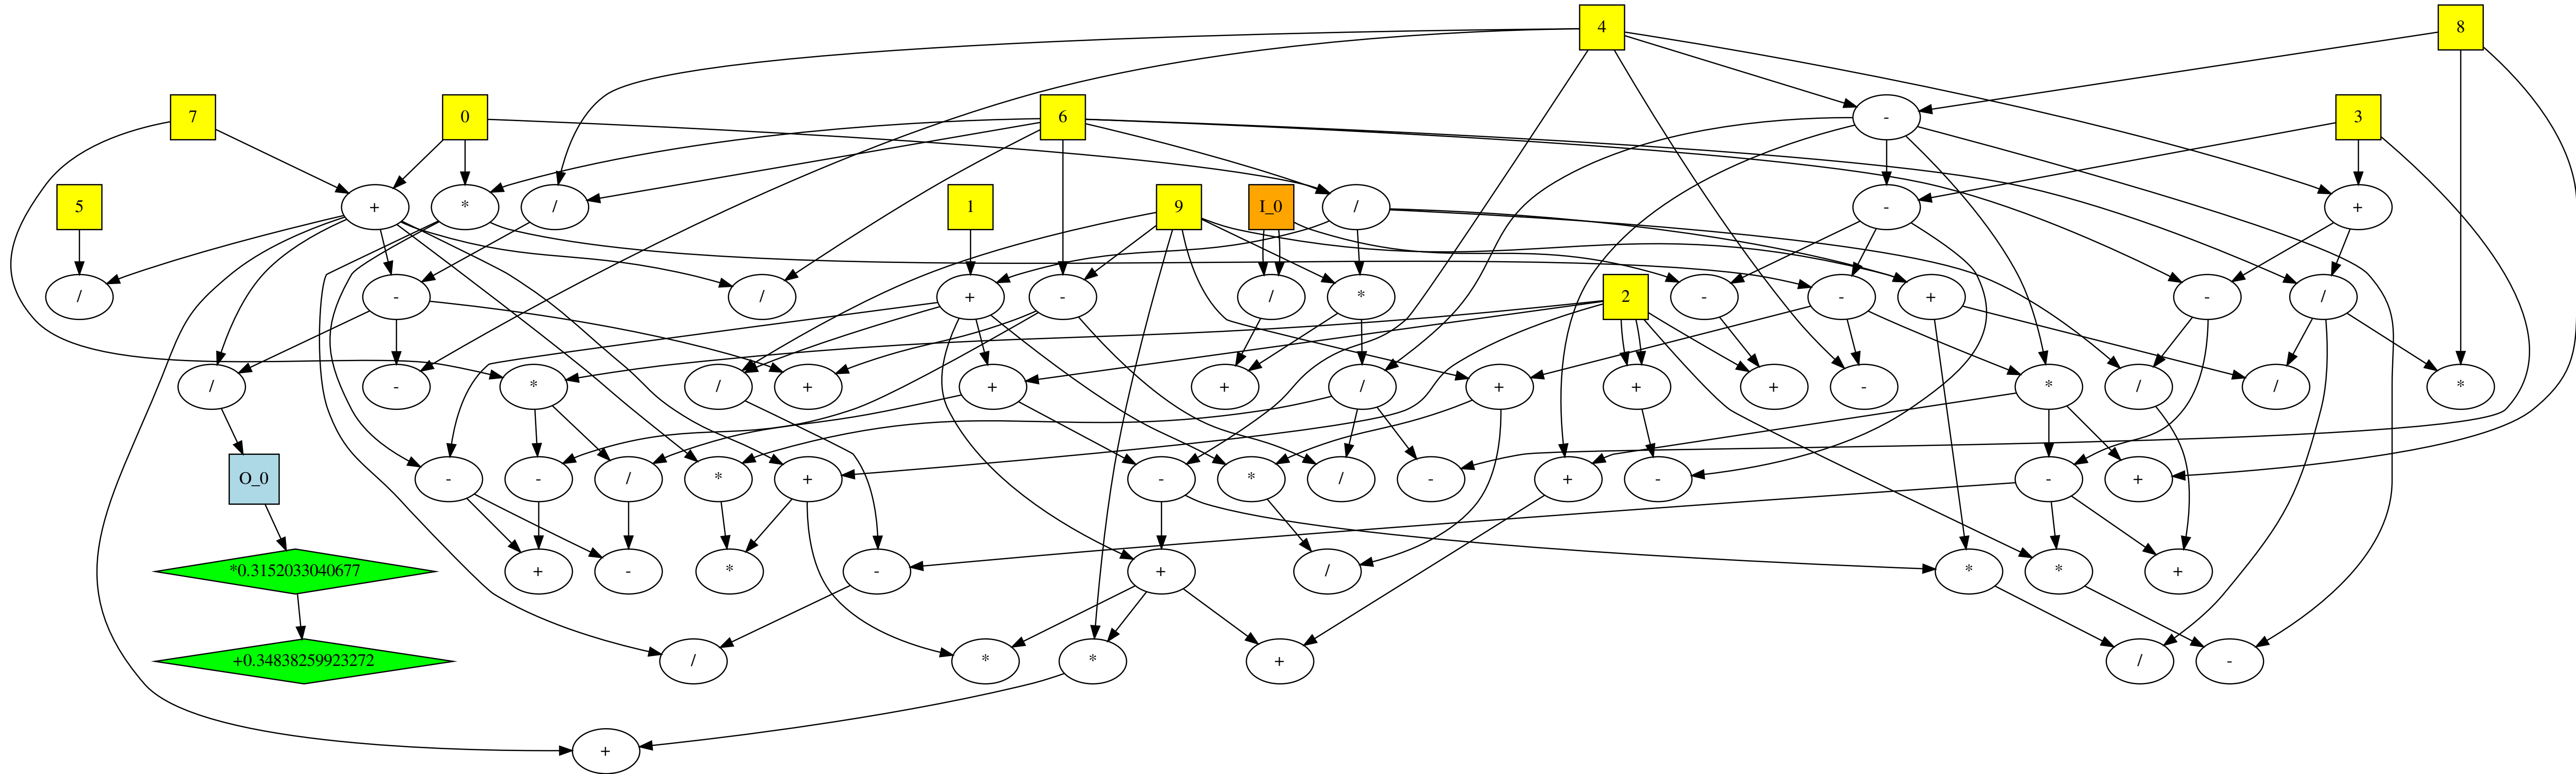 4 8
7 0 6 - 3
5 + * / 1 9 I_0 / - +
/ - / + - / * 2 - - + - /
/ - * / + + + / + + + - * / / *
O_0 - - / * + - * / - + - - +
*0.3152033040677 + - * - + / * * +
+0.34838259923272 / * * + / -
+